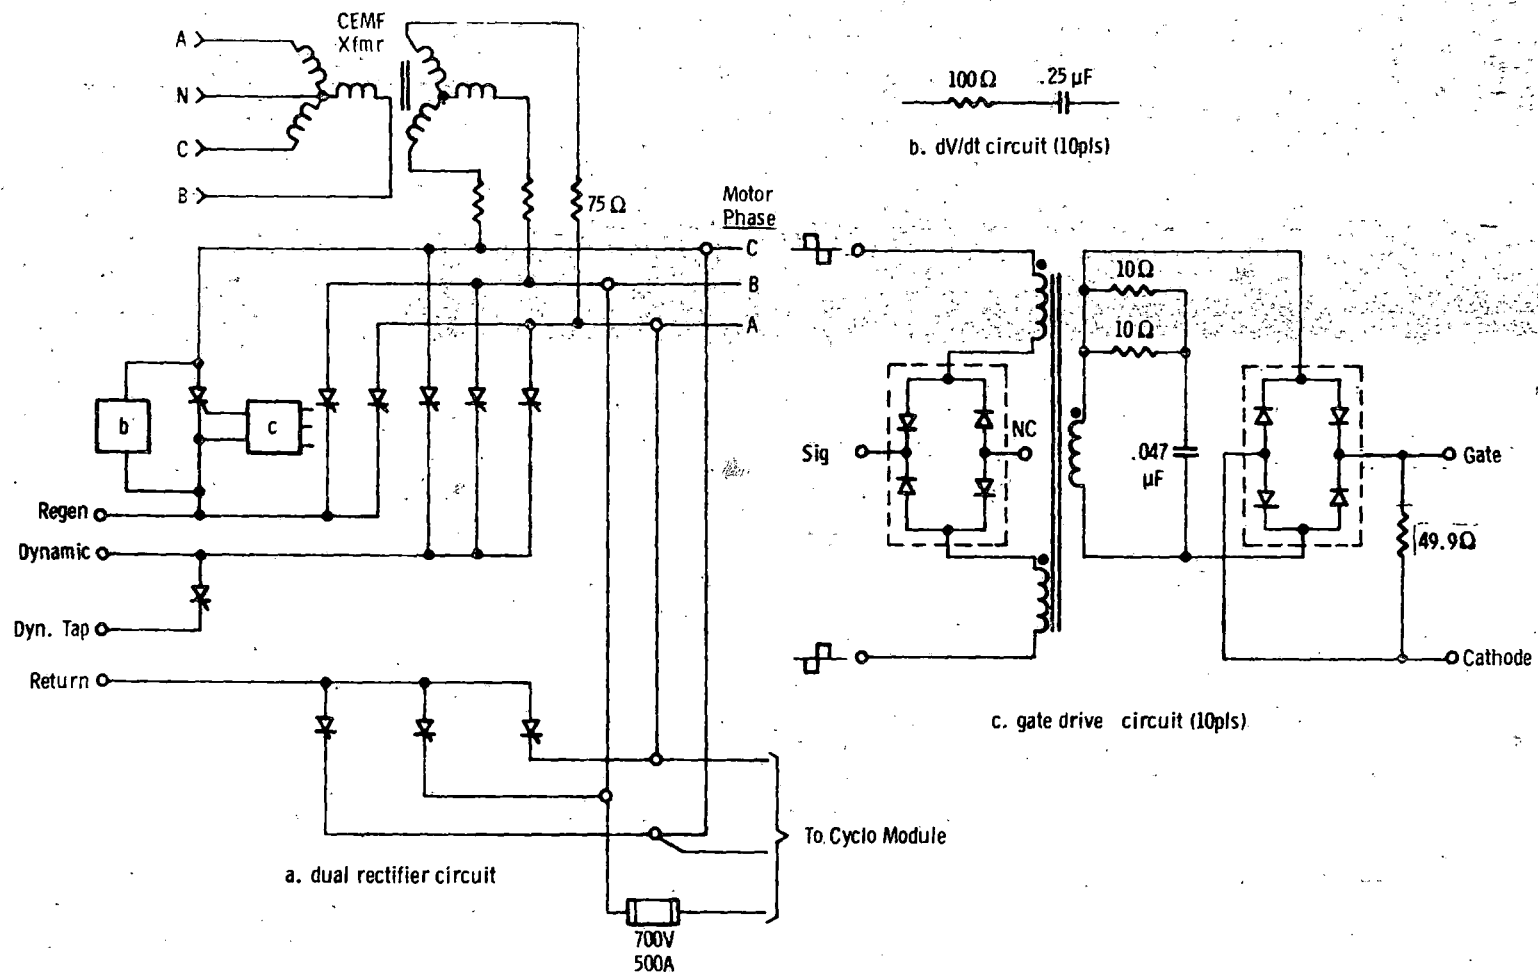 CEMF
Xfmr
A
N
C
B
75Ω
Motor
Phase
C
B
A
b
c
Regen
Dynamic
Dyn. Tap
Return
To Cyclo Module
a. dual rectifier circuit
700V
500A
100Ω
.25 µF
b. dV/dt circuit (10pls)
10Ω
10Ω
Sig
NC
.047
µF
Gate
49.9Ω
Cathode
c. gate drive circuit (10pls)